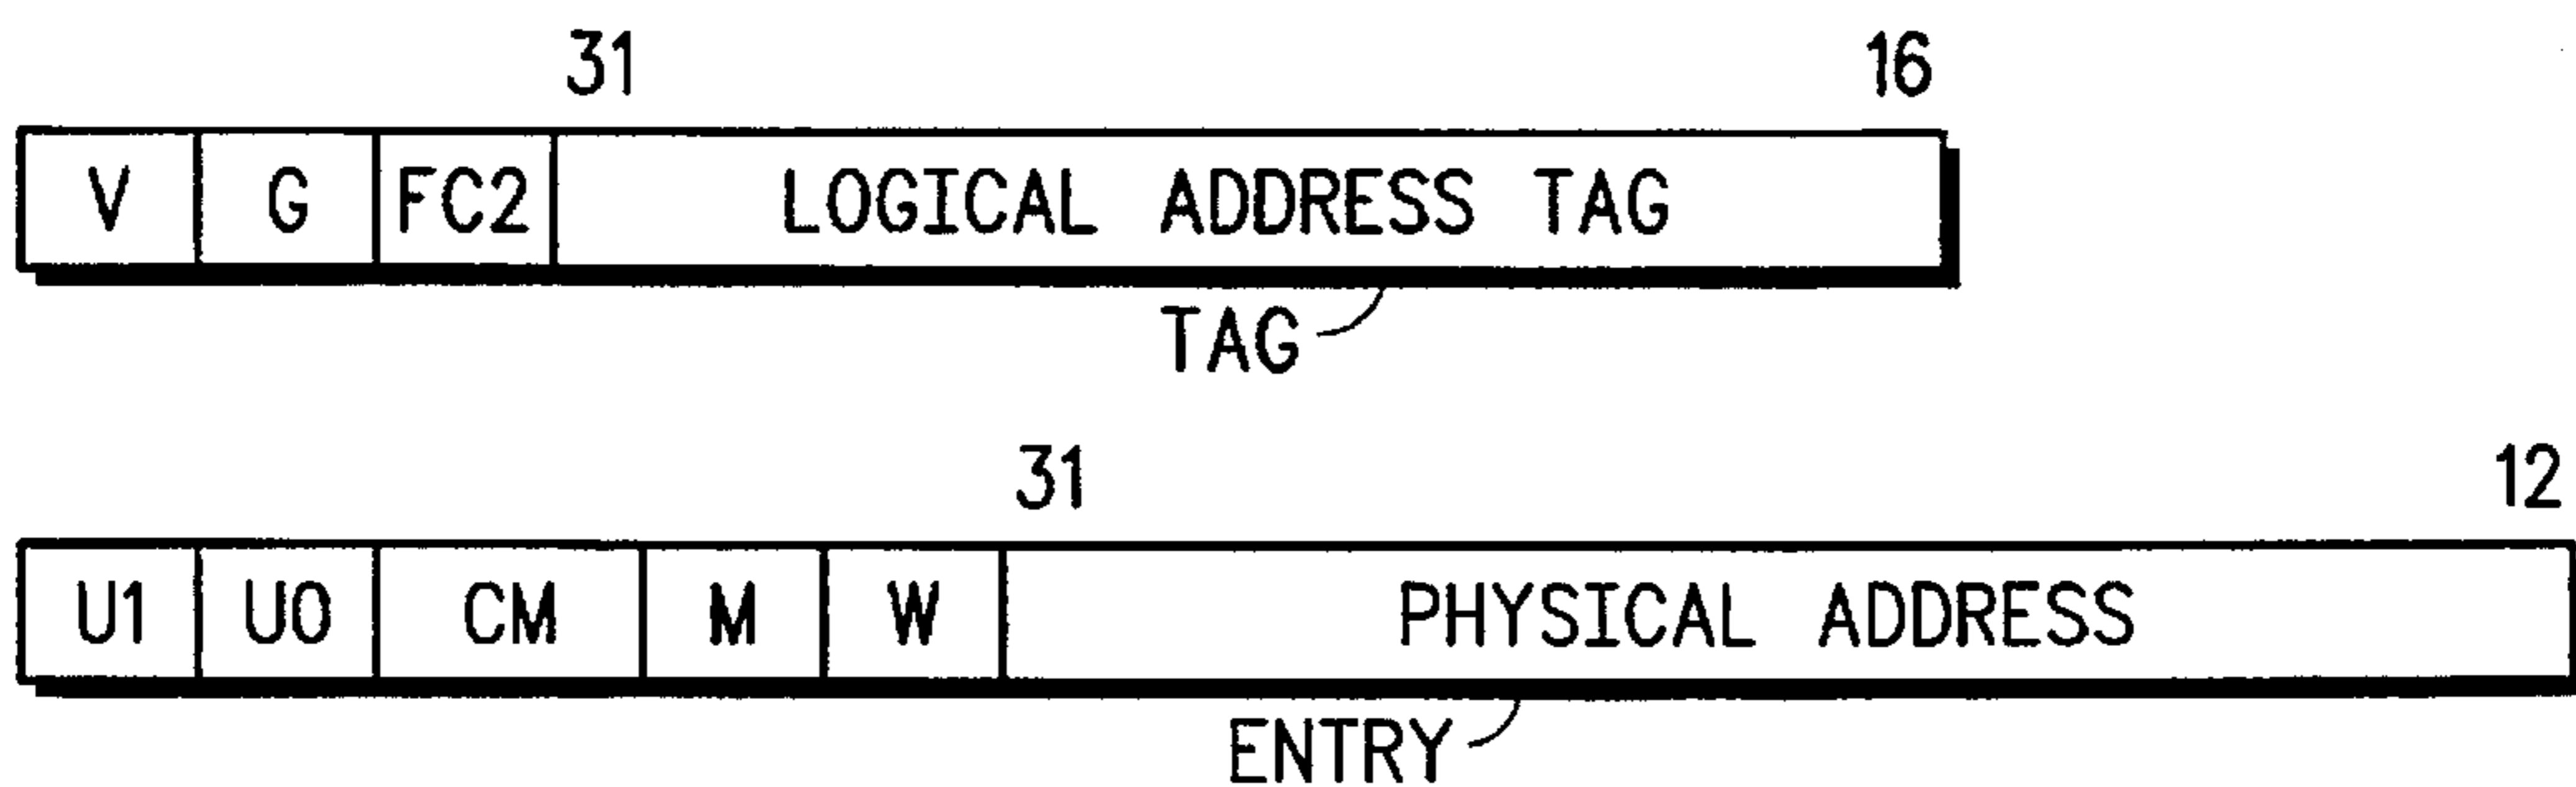 31 16
V G FC2 LOGICAL ADDRESS TAG
TAG
31 12
U1 U0 CM M W PHYSICAL ADDRESS
ENTRY